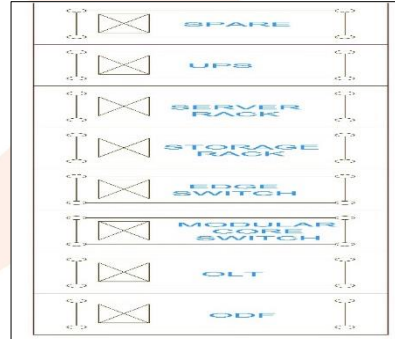 SPARE
UPS
SERVER
RACK
STORAGE
RACK
EDGE
SWITCH
MODULAR
CORE
SWITCH
OLT
ODF